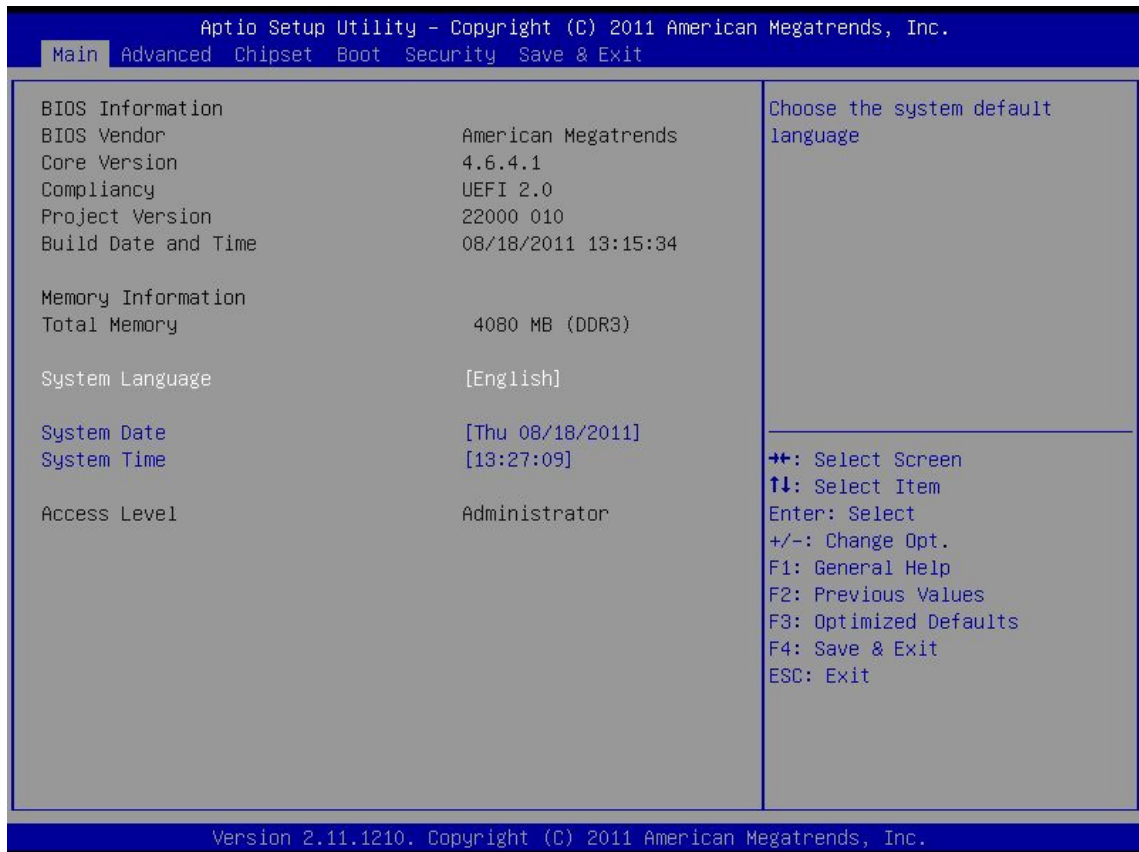 Aptio Setup Utility – Copyright (C) 2011 American Megatrends, Inc.
Main Advanced Chipset Boot Security Save & Exit
BIOS Information
BIOS Vendor American Megatrends
Core Version 4.6.4.1
Compliancy UEFI 2.0
Project Version 22000 010
Build Date and Time 08/18/2011 13:15:34
Memory Information
Total Memory 4080 MB (DDR3)
System Language [English]
System Date [Thu 08/18/2011]
System Time [13:27:09]
Access Level Administrator
Choose the system default
language
→←: Select Screen
↑↓: Select Item
Enter: Select
+/-: Change Opt.
F1: General Help
F2: Previous Values
F3: Optimized Defaults
F4: Save & Exit
ESC: Exit
Version 2.11.1210. Copyright (C) 2011 American Megatrends, Inc.